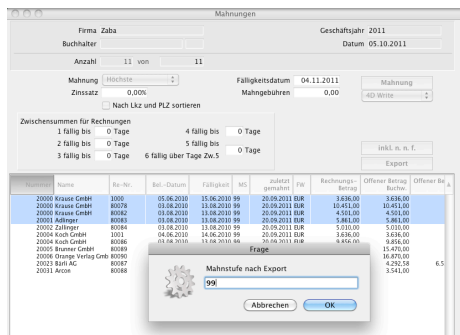 Mahnungen
Firma Zaba Geschäftsjahr 2011
Buchhalter Datum 05.10.2011
Anzahl 11 von 11
Mahnung Höchste Fälligkeitsdatum 04.11.2011 Mahnung
Zinssatz 0,00% Mahngebühren 0,00 4D Write
Nach Lkz und PLZ sortieren
Zwischensummen für Rechnungen
1 fällig bis 0 Tage 4 fällig bis 0 Tage
2 fällig bis 0 Tage 5 fällig bis inkl. n. n. f.
3 fällig bis 0 Tage 6 fällig über Tage Zw.5 0 Tage
Export
Nummer Name Re-Nr. Bel.-Datum Fälligkeit MS zuletzt gemahnt FW Rechnungs-Betrag Offener Betrag Buchw. Offener Be
20000 Krause GmbH 1000 05.06.2010 15.06.2010 99 20.09.2011 EUR 3.636,00 3.636,00
20000 Krause GmbH 80078 03.08.2010 13.08.2010 99 20.09.2011 EUR 10.451,00 10.451,00
20000 Krause GmbH 80082 03.08.2010 13.08.2010 99 20.09.2011 EUR 4.501,00 4.501,00
20001 Adlinger 80083 03.08.2010 13.08.2010 99 20.09.2011 EUR 5.861,00 5.861,00
20002 Zallinger 80084 03.08.2010 13.08.2010 99 20.09.2011 EUR 5.010,00 5.010,00
20004 Koch GmbH 1001 04.06.2010 14.06.2010 99 20.09.2011 EUR 3.636,00 3.636,00
20004 Koch GmbH 80086 03.08.2010 13.08.2010 99 20.09.2011 EUR 9.856,00 9.856,00
20005 Brunner GmbH 80089 15.470,00
20006 Orange Verlag Gmb 80090 16.870,00
20023 Bärli AG 80087 4.292,58 6.5
20031 Arcon 80088 3.541,00
Frage
Mahnstufe nach Export
99
Abbrechen OK